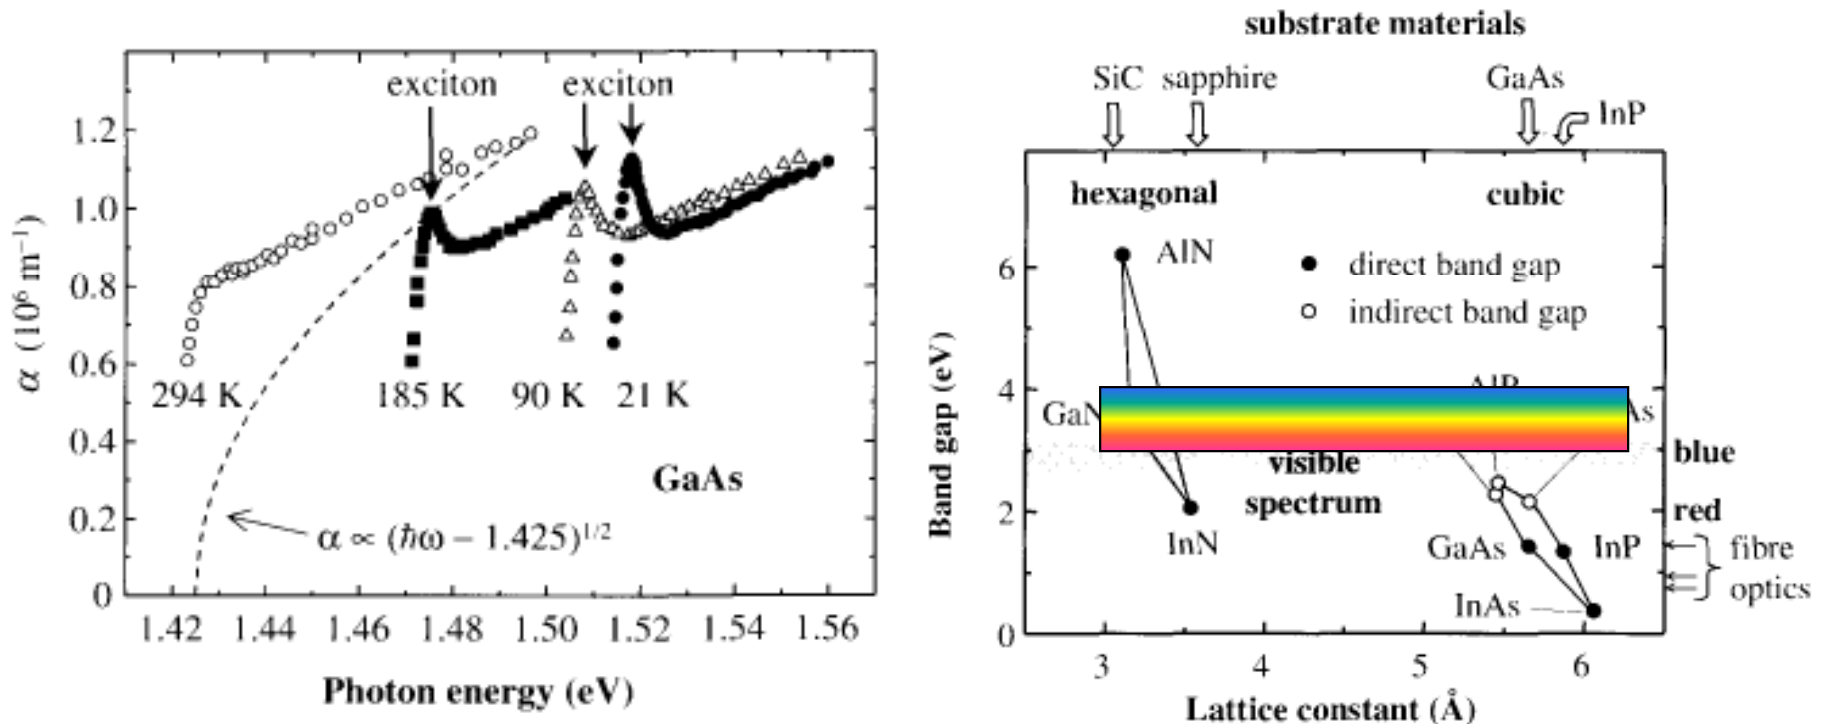 exciton exciton
1.2
1.0
0.8
0.6
0.4
0.2
0
α (10⁶ m⁻¹)
294 K 185 K 90 K 21 K
GaAs
α ∝ (ħω − 1.425)^1/2
1.42 1.44 1.46 1.48 1.50 1.52 1.54 1.56
Photon energy (eV)
substrate materials
SiC sapphire GaAs
InP
hexagonal cubic
AlN
direct band gap
indirect band gap
6
4
2
0
Band gap (eV)
visible
spectrum
blue
red
InN
GaAs InP
InAs
fibre
optics
3 4 5 6
Lattice constant (Å)